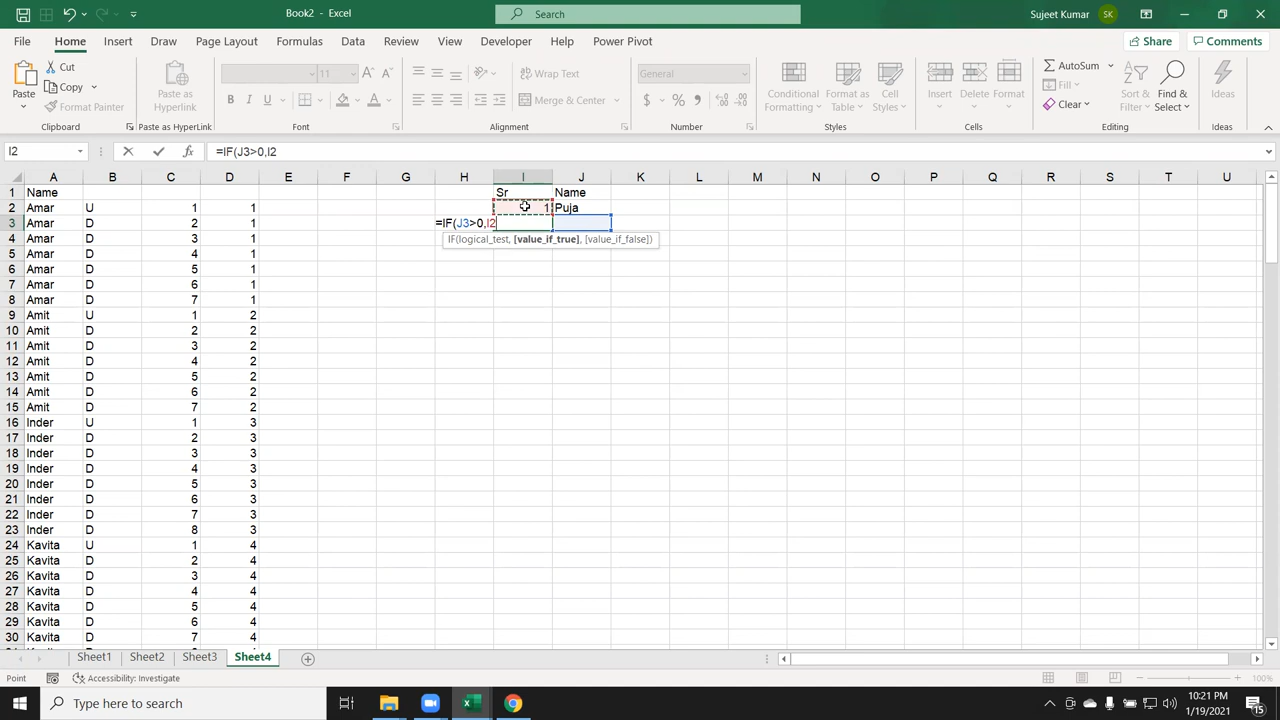 Book2 - Excel
Search
Sujeet Kumar
SK
File Home Insert Draw Page Layout Formulas Data Review View Developer Help Power Pivot
Share
Comments
Paste
Cut
Copy
Format Painter
Clipboard
Paste as
Hyperlink
Paste as HyperLink
11
B I U
Font
Wrap Text
Merge & Center
Alignment
General
$ % ,
Number
Conditional
Formatting
Format as
Table
Cell
Styles
Styles
Insert Delete Format
Cells
AutoSum
Fill
Clear
Sort &
Filter
Find &
Select
Editing
Ideas
Ideas
I2
=IF(J3>0,I2
A B C D E F G H I J K L M N O P Q R S T U
1 Name Sr Name
2 Amar U 1 1 1 Puja
3 Amar D 2 1 =IF(J3>0,I2
4 Amar D 3 1
IF(logical_test, [value_if_true], [value_if_false])
5 Amar D 4 1
6 Amar D 5 1
7 Amar D 6 1
8 Amar D 7 1
9 Amit U 1 2
10 Amit D 2 2
11 Amit D 3 2
12 Amit D 4 2
13 Amit D 5 2
14 Amit D 6 2
15 Amit D 7 2
16 Inder U 1 3
17 Inder D 2 3
18 Inder D 3 3
19 Inder D 4 3
20 Inder D 5 3
21 Inder D 6 3
22 Inder D 7 3
23 Inder D 8 3
24 Kavita U 1 4
25 Kavita D 2 4
26 Kavita D 3 4
27 Kavita D 4 4
28 Kavita D 5 4
29 Kavita D 6 4
30 Kavita D 7 4
Sheet1 Sheet2 Sheet3 Sheet4
Point
Accessibility: Investigate
100%
Type here to search
10:21 PM
1/19/2021
15